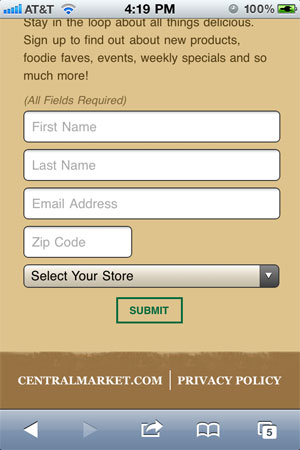 AT&T 4:19 PM 100%
Stay in the loop about all things delicious.
Sign up to find out about new products,
foodie faves, events, weekly specials and so
much more!
(All Fields Required)
First Name
Last Name
Email Address
Zip Code
Select Your Store
SUBMIT
CENTRALMARKET.COM | PRIVACY POLICY
5